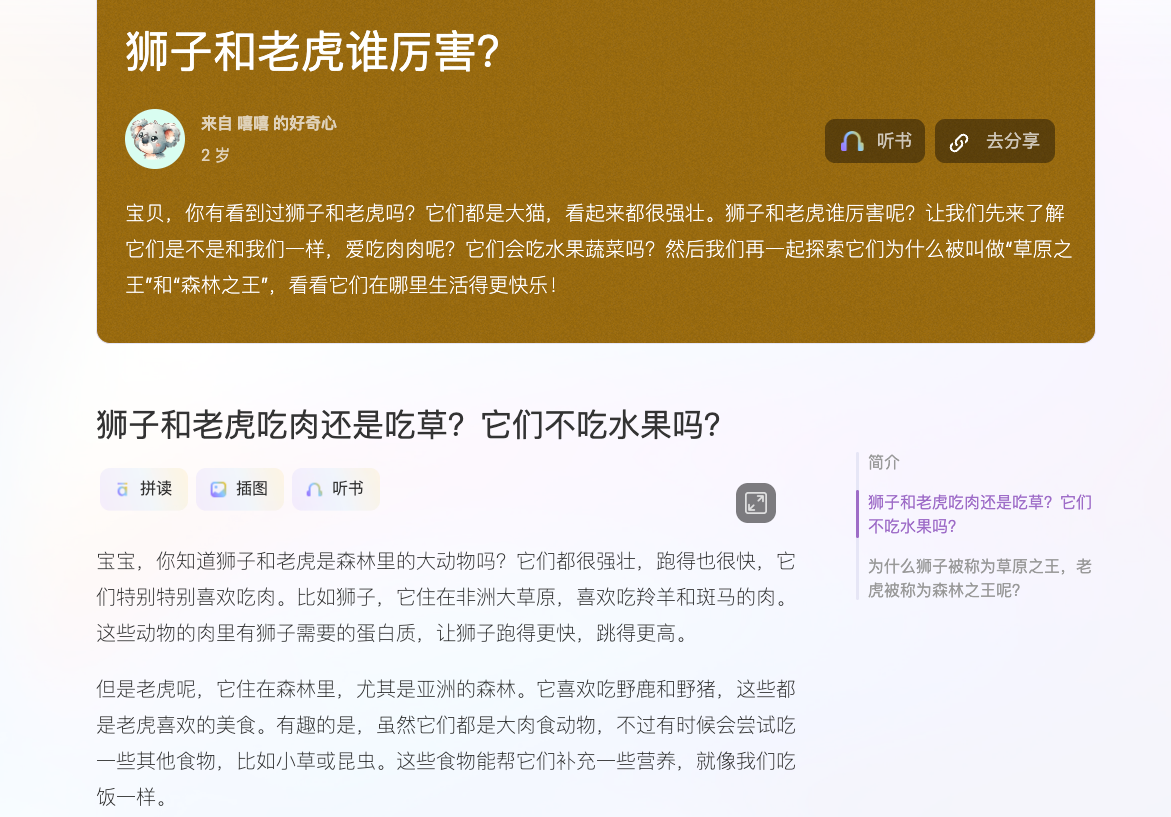 狮子和老虎谁厉害?
来自 嘻嘻 的好奇心
2 岁
听书
去分享
宝贝，你有看到过狮子和老虎吗？它们都是大猫，看起来都很强壮。狮子和老虎谁厉害呢？让我们先来了解
它们是不是和我们一样，爱吃肉肉呢？它们会吃水果蔬菜吗？然后我们再一起探索它们为什么被叫做“草原之
王”和“森林之王”，看看它们在哪里生活得更快乐！
狮子和老虎吃肉还是吃草？它们不吃水果吗?
拼读
插图
听书
宝宝，你知道狮子和老虎是森林里的大动物吗？它们都很强壮，跑得也很快，它
们特别特别喜欢吃肉。比如狮子，它住在非洲大草原，喜欢吃羚羊和斑马的肉。
这些动物的肉里有狮子需要的蛋白质，让狮子跑得更快，跳得更高。
但是老虎呢，它住在森林里，尤其是亚洲的森林。它喜欢吃野鹿和野猪，这些都
是老虎喜欢的美食。有趣的是，虽然它们都是大肉食动物，不过有时候会尝试吃
一些其他食物，比如小草或昆虫。这些食物能帮它们补充一些营养，就像我们吃
饭一样。
简介
狮子和老虎吃肉还是吃草？它们
不吃水果吗?
为什么狮子被称为草原之王，老
虎被称为森林之王呢?